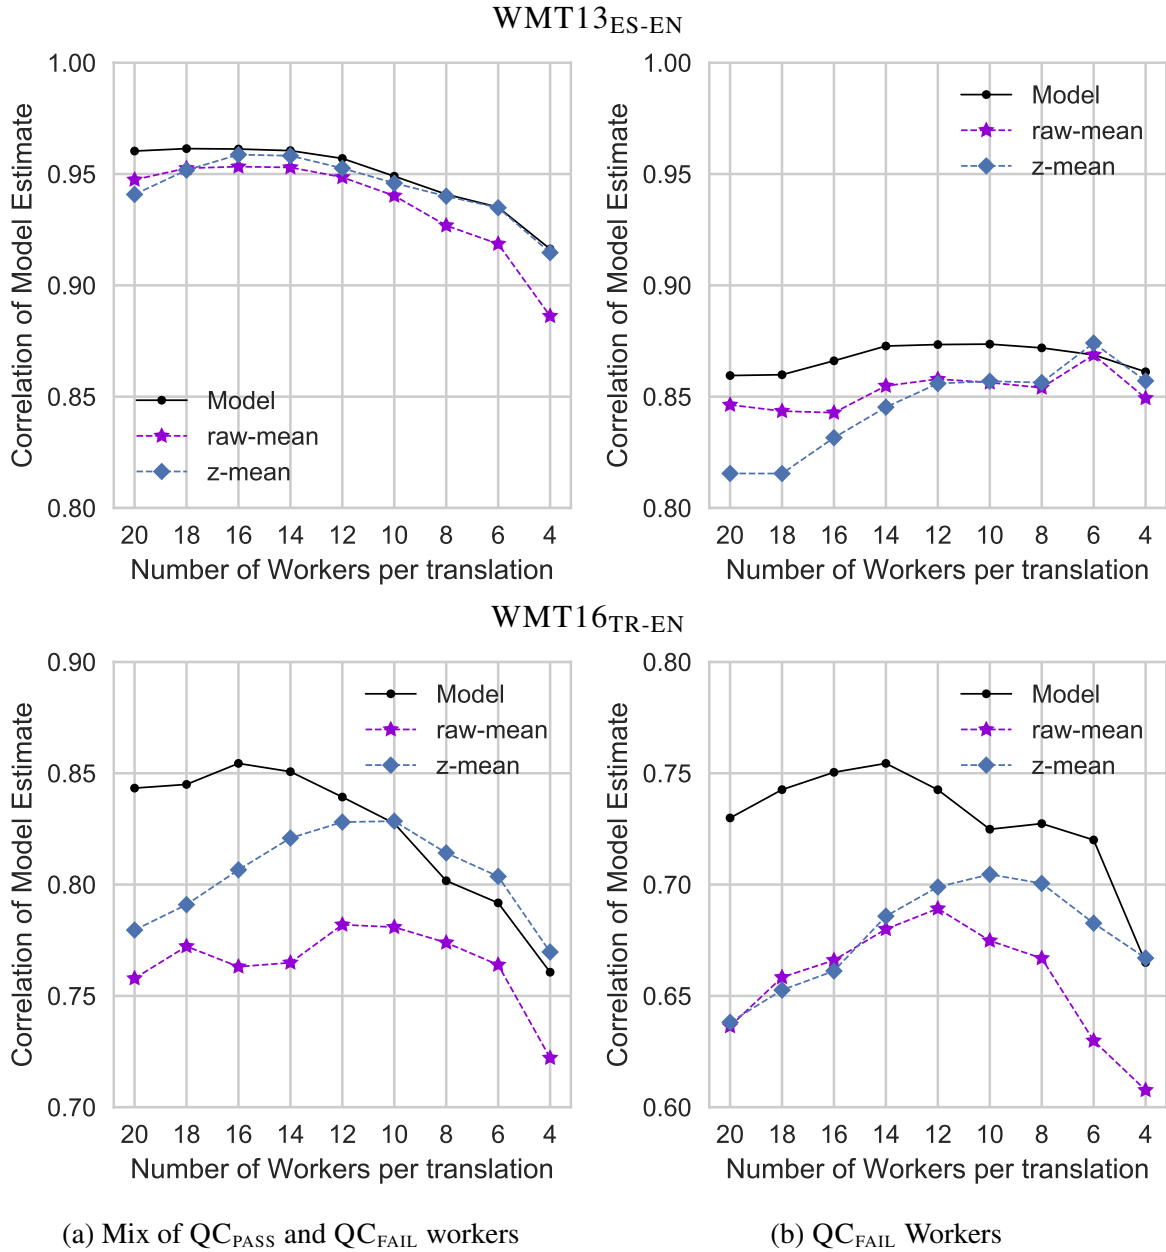 WMT13ES-EN
1.00
0.95
0.90
0.85
0.80
Correlation of Model Estimate
Model
raw-mean
z-mean
20 18 16 14 12 10 8 6 4
Number of Workers per translation
1.00
0.95
0.90
0.85
0.80
Correlation of Model Estimate
Model
raw-mean
z-mean
20 18 16 14 12 10 8 6 4
Number of Workers per translation
WMT16TR-EN
0.90
0.85
0.80
0.75
0.70
Correlation of Model Estimate
Model
raw-mean
z-mean
20 18 16 14 12 10 8 6 4
Number of Workers per translation
0.80
0.75
0.70
0.65
0.60
Correlation of Model Estimate
Model
raw-mean
z-mean
20 18 16 14 12 10 8 6 4
Number of Workers per translation
(a) Mix of QCPASS and QCFAIL workers
(b) QCFAIL Workers